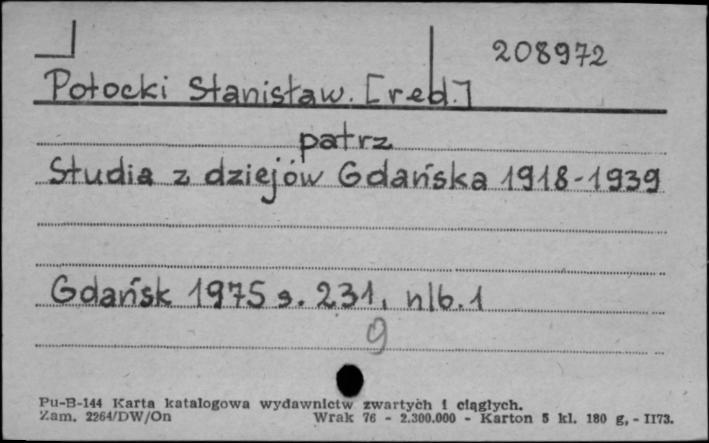 208972
Potocki Stanisław. [red.]
patrz
Studia z dziejów Gdańska 1918-1939
Gdańsk 1975 s. 231, nlb. 1
9
Pu-B-144 Karta katalogowa wydawnictw zwartych i ciągłych.
Zam. 2264/DW/On Wrak 76 - 2.300.000 - Karton 5 kl. 180 g, - II73.